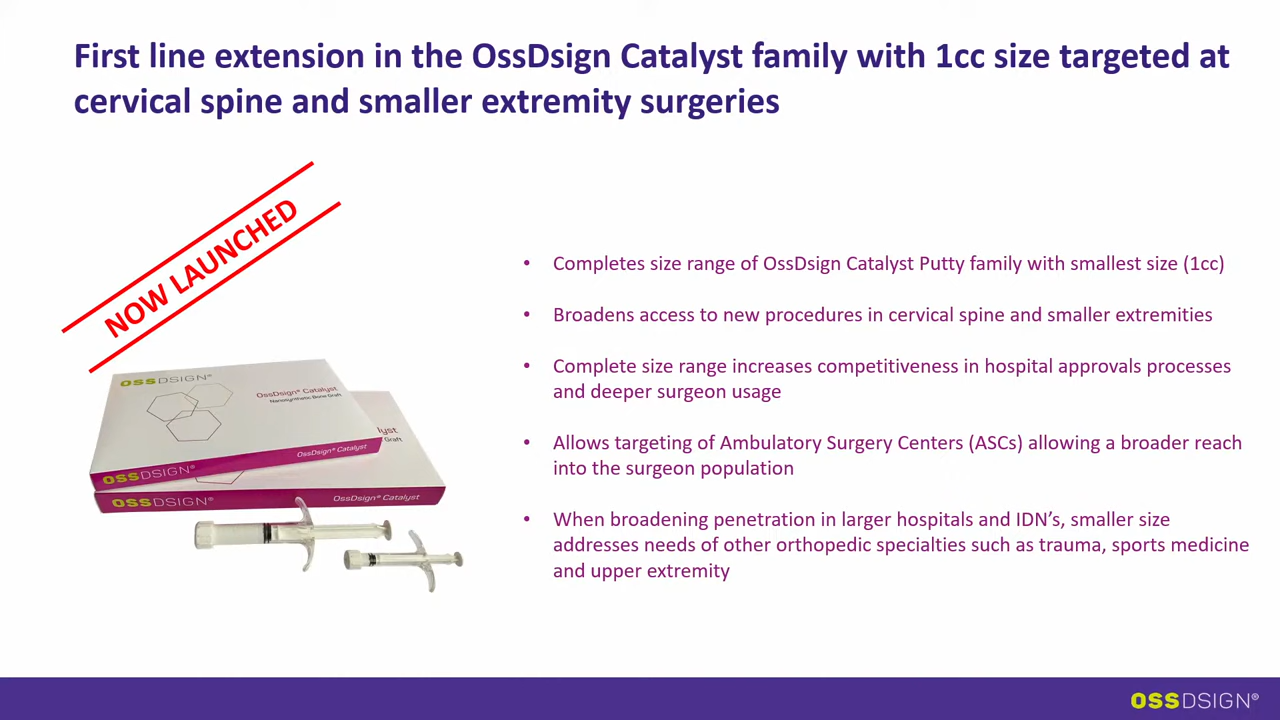 First line extension in the OssDsign Catalyst family with 1cc size targeted at
cervical spine and smaller extremity surgeries
NOW LAUNCHED
• Completes size range of OssDsign Catalyst Putty family with smallest size (1cc)
• Broadens access to new procedures in cervical spine and smaller extremities
• Complete size range increases competitiveness in hospital approvals processes
and deeper surgeon usage
• Allows targeting of Ambulatory Surgery Centers (ASCs) allowing a broader reach
into the surgeon population
• When broadening penetration in larger hospitals and IDN’s, smaller size
addresses needs of other orthopedic specialties such as trauma, sports medicine
and upper extremity
OSSDSIGN®
OssDsign® Catalyst
Nanosynthetic Bone Graft
OSSDSIGN®
OssDsign® Catalyst
lyst
Graft
OSSDSIGN®
OssDsign® Catalyst
OSSDSIGN®